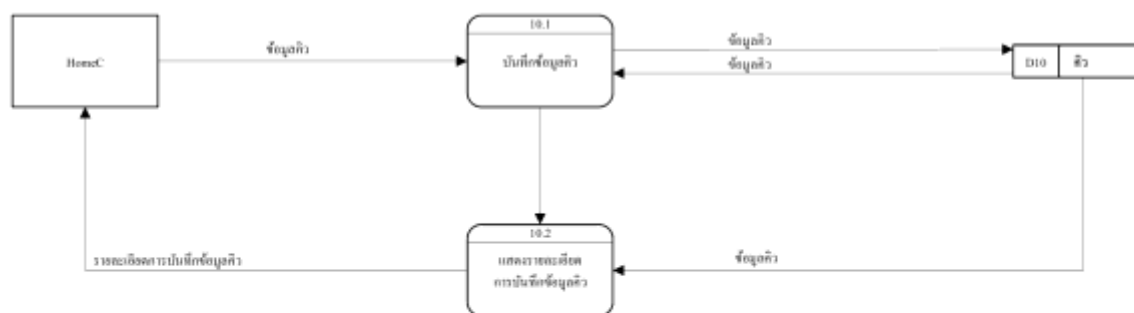 10.1
ข้อมูลคิว
ข้อมูลคิว
HomeC
บันทึกข้อมูลคิว
D10
คิว
ข้อมูลคิว
10.2
รายละเอียดการบันทึกข้อมูลคิว
แสดงรายละเอียด
ข้อมูลคิว
การบันทึกข้อมูลคิว